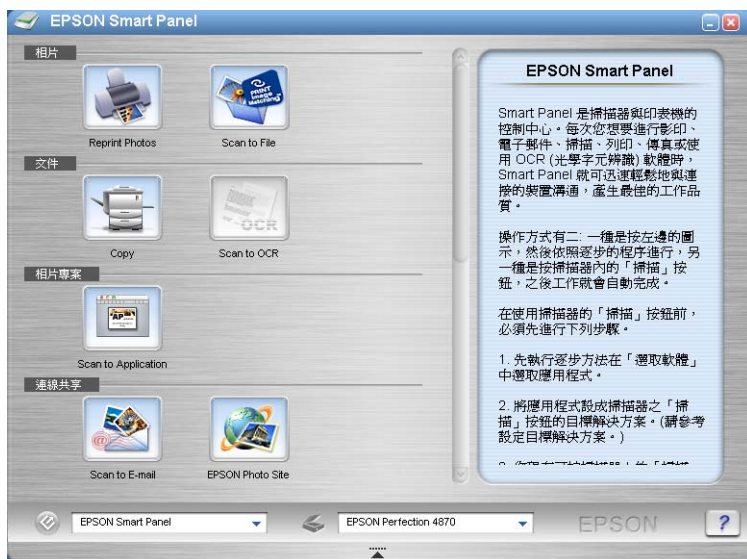 EPSON Smart Panel
相片
Reprint Photos
PRINT Image Matching
Scan to File
文件
Copy
OCR
Scan to OCR
相片專案
AP
Scan to Application
連線共享
Scan to E-mail
EPSON Photo Site
EPSON Smart Panel
Smart Panel 是掃描器與印表機的
控制中心。每次您想要進行影印、
電子郵件、掃描、列印、傳真或使
用 OCR (光學字元辨識) 軟體時，
Smart Panel 就可迅速輕鬆地與連
接的裝置溝通，產生最佳的工作品
質。
操作方式有二: 一種是按左邊的圖
示，然後依照逐步的程序進行，另
一種是按掃描器內的「掃描」按
鈕，之後工作就會自動完成。
在使用掃描器的「掃描」按鈕前，
必須先進行下列步驟。
1. 先執行逐步方法在「選取軟體」
中選取應用程式。
2. 將應用程式設成掃描器之「掃
描」按鈕的目標解決方案。(請參考
設定目標解決方案。)
EPSON Smart Panel
EPSON Perfection 4870
EPSON
?